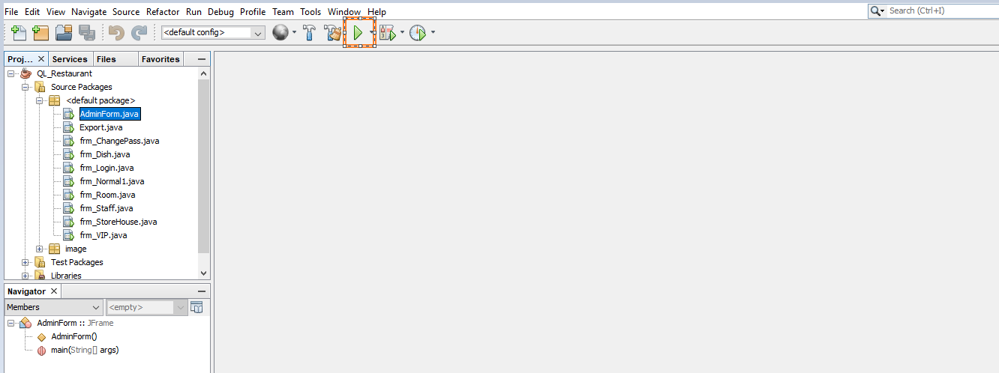 File Edit View Navigate Source Refactor Run Debug Profile Team Tools Window Help
Search (Ctrl+I)
<default config>
Proj... Services Files Favorites
QL_Restaurant
Source Packages
<default package>
AdminForm.java
Export.java
frm_ChangePass.java
frm_Dish.java
frm_Login.java
frm_Normal1.java
frm_Room.java
frm_Staff.java
frm_StoreHouse.java
frm_VIP.java
image
Test Packages
Libraries
Navigator
Members <empty>
AdminForm :: JFrame
AdminForm()
main(String[] args)